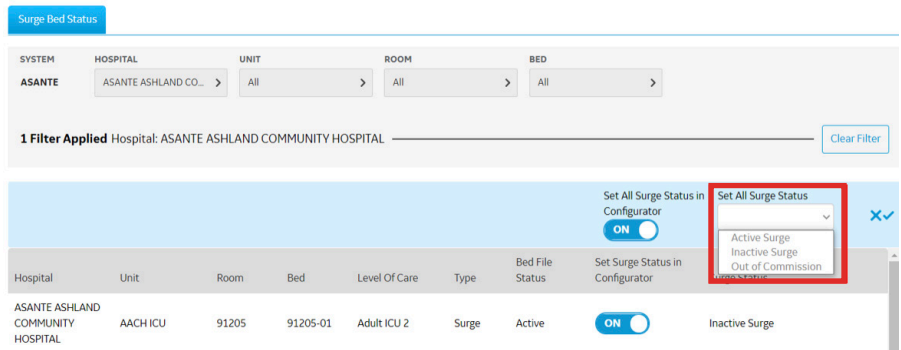 Surge Bed Status
SYSTEM HOSPITAL UNIT ROOM BED
ASANTE ASANTE ASHLAND CO... All All All
1 Filter Applied Hospital: ASANTE ASHLAND COMMUNITY HOSPITAL Clear Filter
Set All Surge Status in Configurator
ON
Set All Surge Status
Active Surge
Inactive Surge
Out of Commission
Hospital Unit Room Bed Level Of Care Type Bed File Status Set Surge Status in Configurator Surge Status
ASANTE ASHLAND COMMUNITY HOSPITAL AACH ICU 91205 91205-01 Adult ICU 2 Surge Active ON Inactive Surge